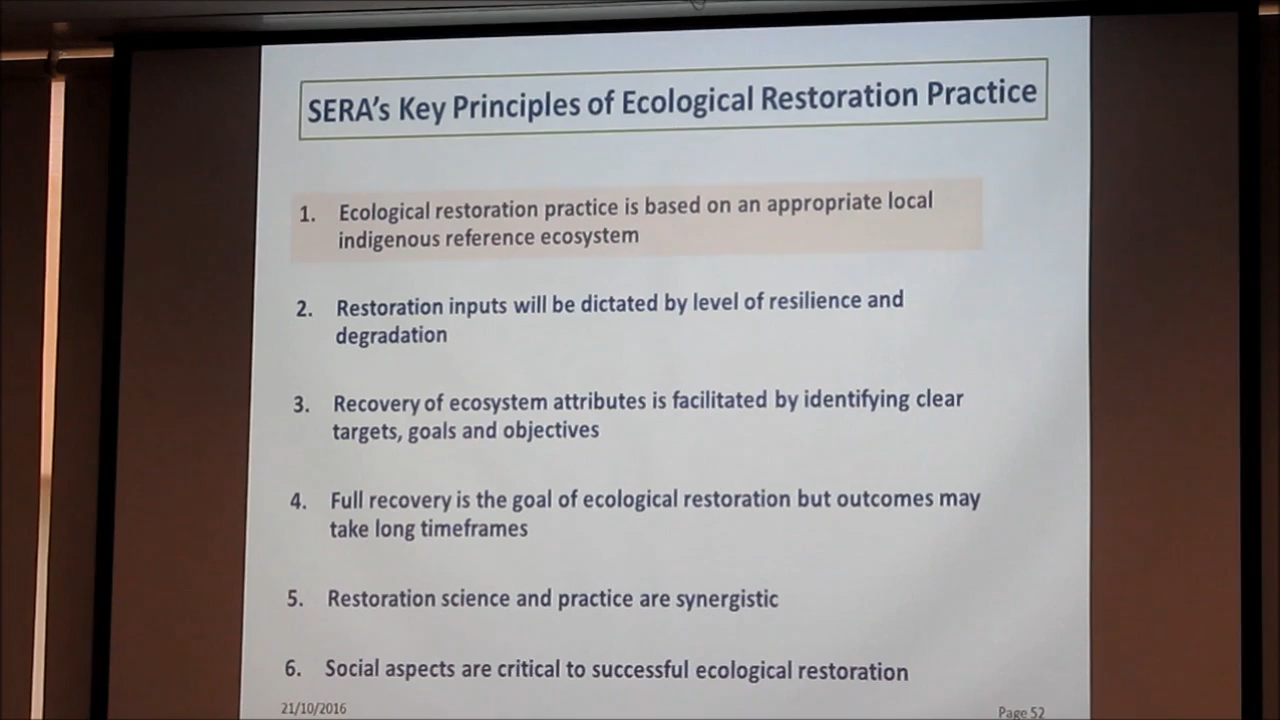 SERA's Key Principles of Ecological Restoration Practice
1. Ecological restoration practice is based on an appropriate local
indigenous reference ecosystem
2. Restoration inputs will be dictated by level of resilience and
degradation
3. Recovery of ecosystem attributes is facilitated by identifying clear
targets, goals and objectives
4. Full recovery is the goal of ecological restoration but outcomes may
take long timeframes
5. Restoration science and practice are synergistic
6. Social aspects are critical to successful ecological restoration
21/10/2016
Page 52